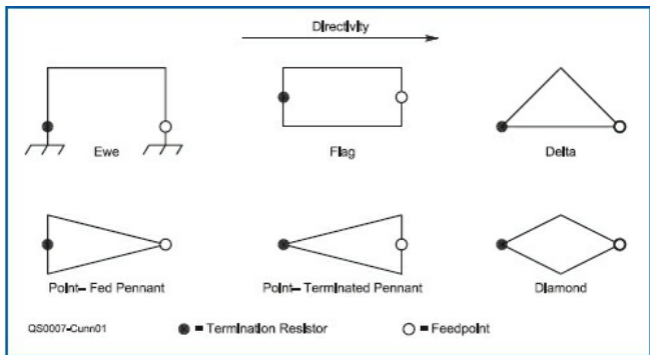 Directivity
Ewe
Flag
Delta
Point– Fed Pennant
Point– Terminated Pennant
Diamond
QS0007-Cunn01
= Termination Resistor
= Feedpoint